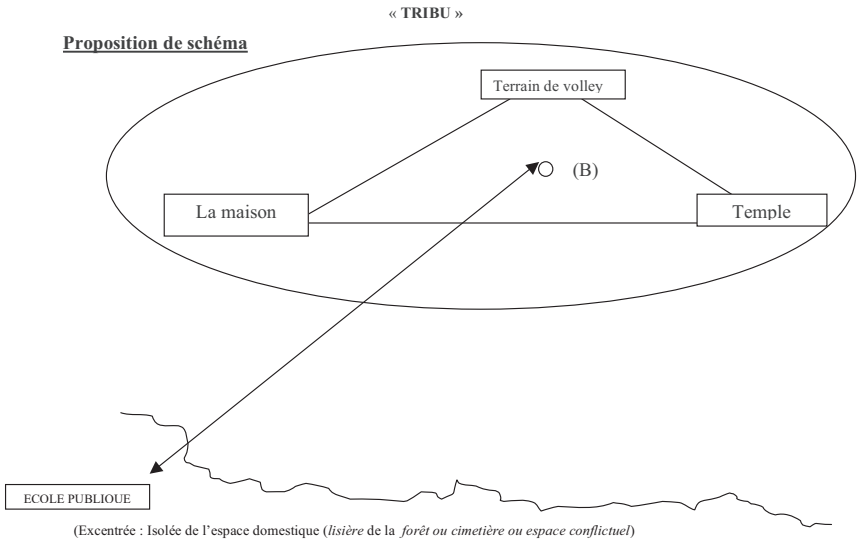 « TRIBU »
Proposition de schéma
Terrain de volley
(B)
La maison
Temple
ECOLE PUBLIQUE
(Excentrée : Isolée de l’espace domestique (lisière de la forêt ou cimetière ou espace conflictuel)